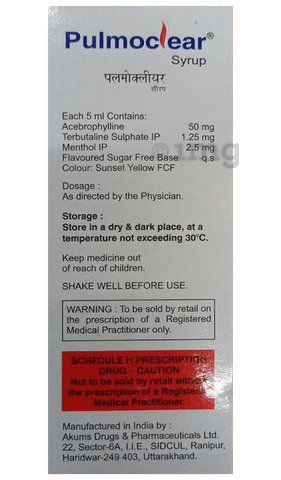 Pulmoclear®
Syrup
पलमोक्लीयर
सीरप
Each 5 ml Contains:
Acebrophylline 50 mg
Terbutaline Sulphate IP 1.25 mg
Menthol IP 2.5 mg
Flavoured Sugar Free Base q.s
Colour: Sunset Yellow FCF
1mg
Dosage :
As directed by the Physician.
Storage :
Store in a dry & dark place, at a
temperature not exceeding 30°C.
Keep medicine out
of reach of children.
SHAKE WELL BEFORE USE.
WARNING : To be sold by retail on
the prescription of a Registered
Medical Practitioner only.
SCHEDULE H PRESCRIPTION
DRUG – CAUTION
Not to be sold by retail without
the prescription of a Registered
Medical Practitioner.
Manufactured in India by :
Akums Drugs & Pharmaceuticals Ltd.
22, Sector-6A, I.I.E., SIDCUL, Ranipur,
Haridwar-249 403, Uttarakhand.